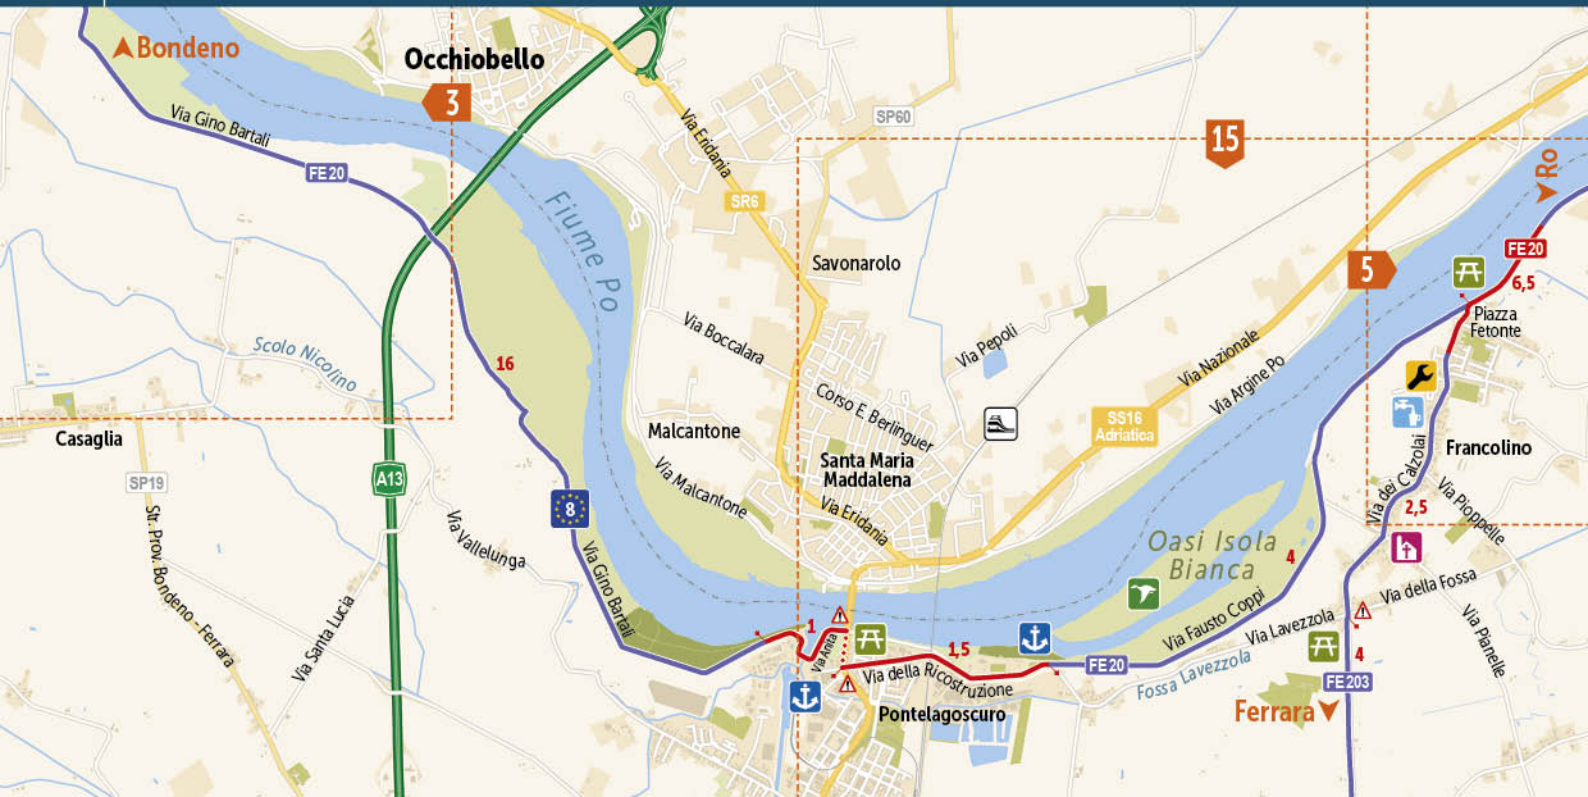 Bondeno
Occhiobello
3
Via Gino Bartali
FE20
Via Eridania
SP60
15
Ro
SR6
Fiume Po
Savonarolo
5
FE20
6,5
Piazza
Fetonte
Via Boccalara
Via Pepoli
Via Nazionale
Via Argine Po
Scolo Nicolino
16
Corso E. Berlinguer
SS16
Adriatica
Casaglia
Malcantone
Santa Maria
Maddalena
Francolino
A13
SP19
Via Malcantone
Via Eridania
Via dei Calzolai
Via Pioppelle
2,5
8
Str. Prov. Bondeno - Ferrara
Via Vallelunga
Via Gino Bartali
Oasi Isola
Bianca
4
Via Santa Lucia
Via Fausto Coppi
Via Lavezzola
Via della Fossa
Via Pianelle
1
Via Anita
1,5
FE20
Via della Ricostruzione
Fossa Lavezzola
4
FE203
Pontelagoscuro
Ferrara